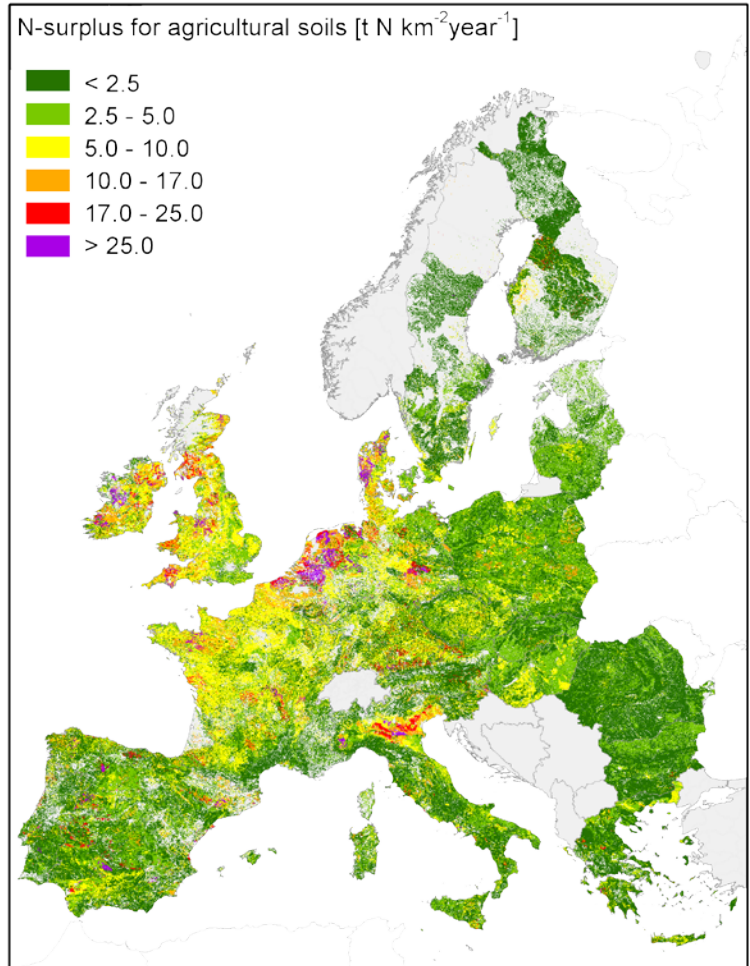 N-surplus for agricultural soils [t N km⁻²year⁻¹]
< 2.5
2.5 - 5.0
5.0 - 10.0
10.0 - 17.0
17.0 - 25.0
> 25.0